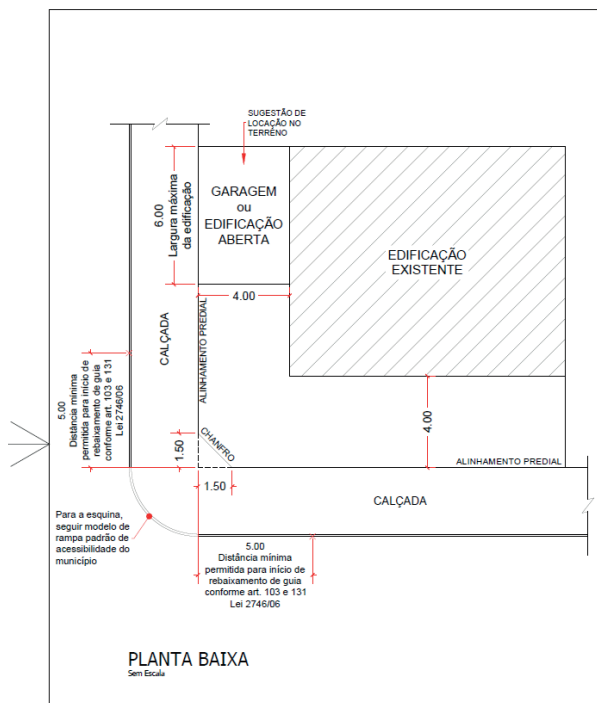 SUGESTÃO DE
LOCAÇÃO NO
TERRÊNO
6.00
Largura máxima
da edificação
GARAGEM
ou
EDIFICAÇÃO
ABERTA
EDIFICAÇÃO
EXISTENTE
4.00
CALÇADA
ALINHAMENTO PREDIAL
5.00
Distância mínima
permitida para início de
rebaixamento de guia
conforme art. 103 e 131
Lei 2746/06
1.50
CHANFRO
1.50
4.00
ALINHAMENTO PREDIAL
CALÇADA
Para a esquina,
seguir modelo de
rampa padrão de
acessibilidade do
município
5.00
Distância mínima
permitida para início de
rebaixamento de guia
conforme art. 103 e 131
Lei 2746/06
PLANTA BAIXA
Sem Escala